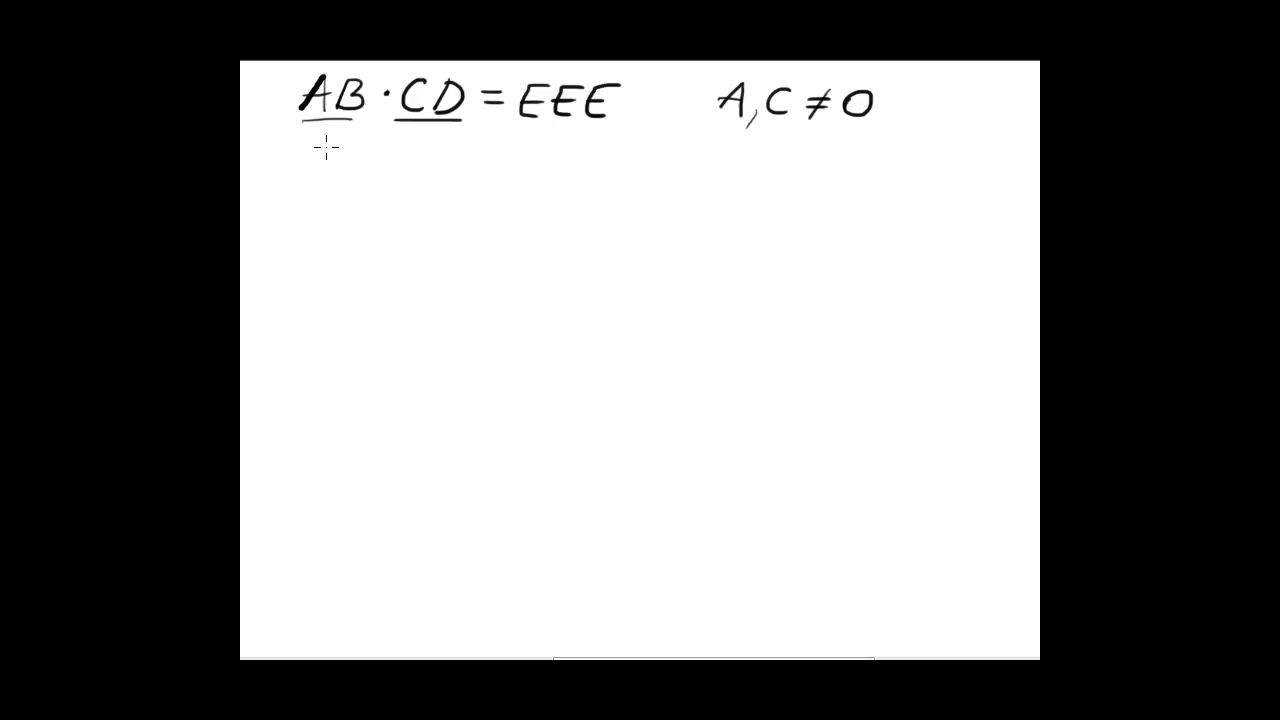 AB · CD = EEE A, C ≠ 0